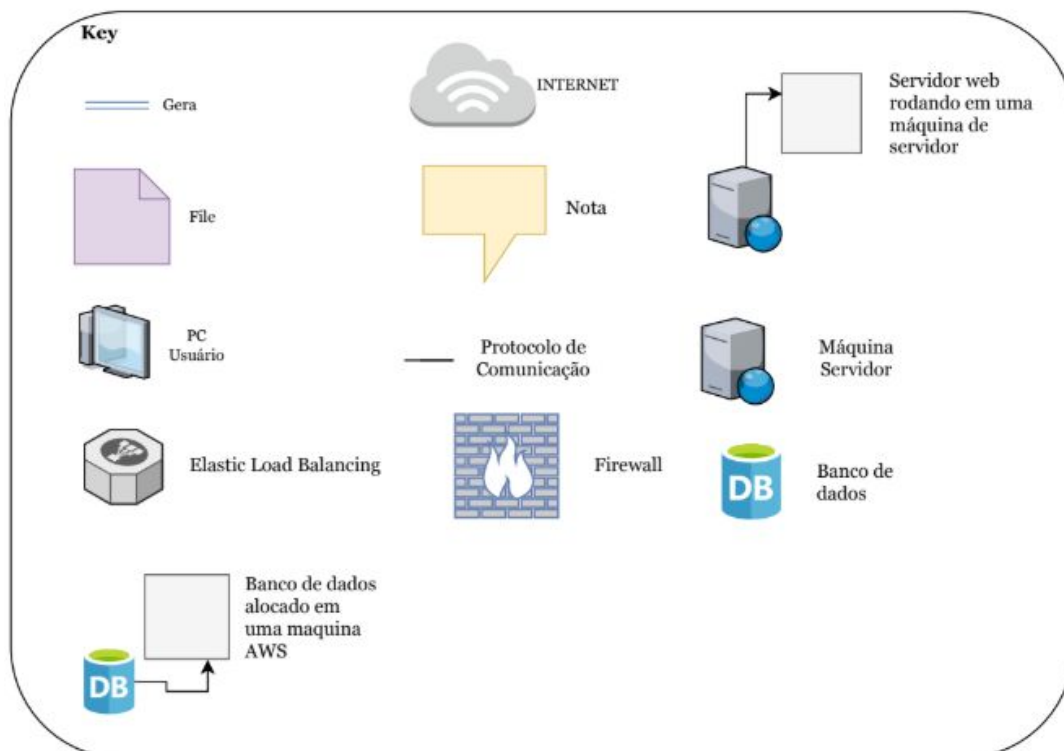 Key
Gera
INTERNET
Servidor web
rodando em uma
máquina de
servidor
File
Nota
PC
Usuário
Protocolo de
Comunicação
Máquina
Servidor
Elastic Load Balancing
Firewall
DB
Banco de
dados
Banco de dados
alocado em
uma maquina
AWS
DB